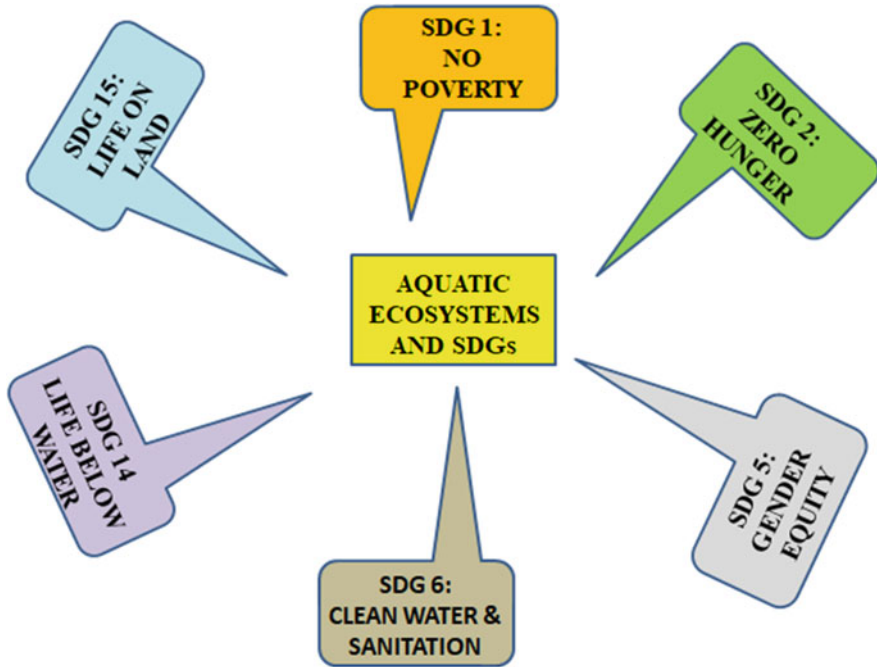 SDG 1:
NO
POVERTY
SDG 2:
ZERO
HUNGER
SDG 5:
GENDER
EQUITY
SDG 6:
CLEAN WATER &
SANITATION
SDG 14
LIFE BELOW
WATER
SDG 15:
LIFE ON
LAND
AQUATIC
ECOSYSTEMS
AND SDGs